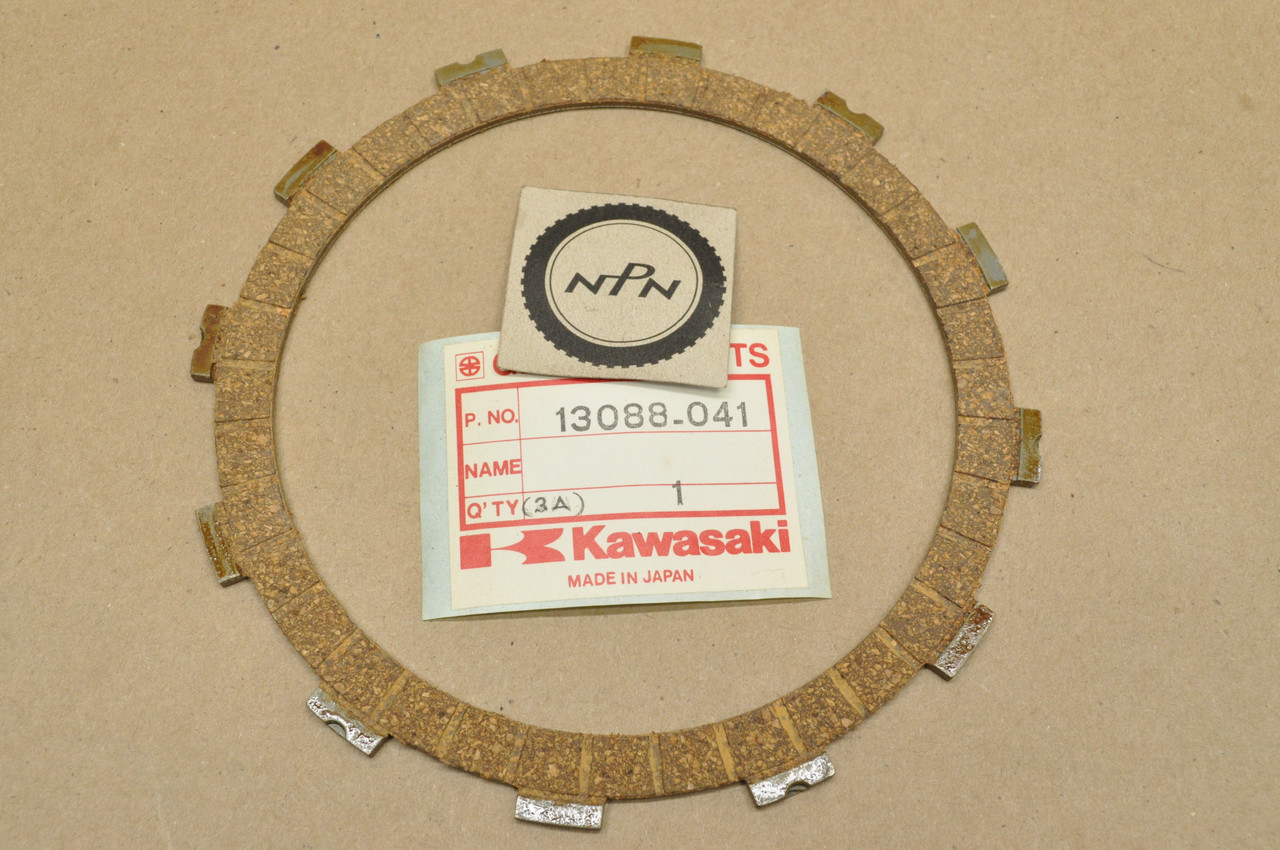 NPN
P. NO. 13088-041
NAME
Q'TY (3A) 1
Kawasaki
MADE IN JAPAN